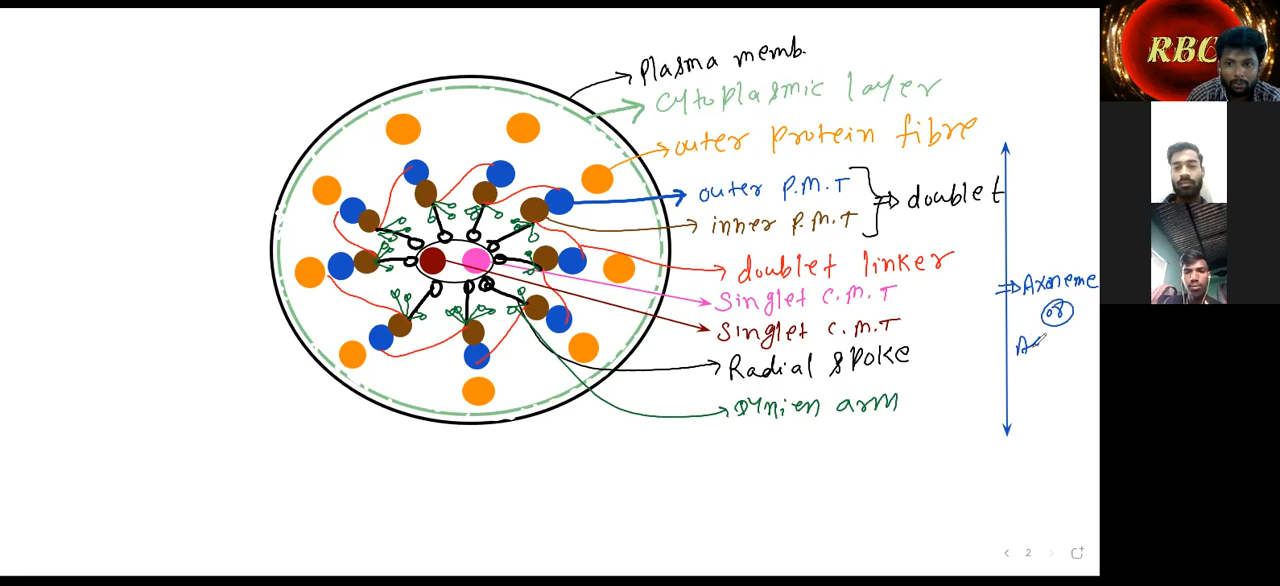 RBC
Plasma memb.
cytoplasmic layer
outer protein fibre
outer P.M.T
doublet
inner P.M.T
doublet linker
Singlet C.M.T
Singlet C.M.T
Axoneme
or
Radial spoke
Dynien arm
2